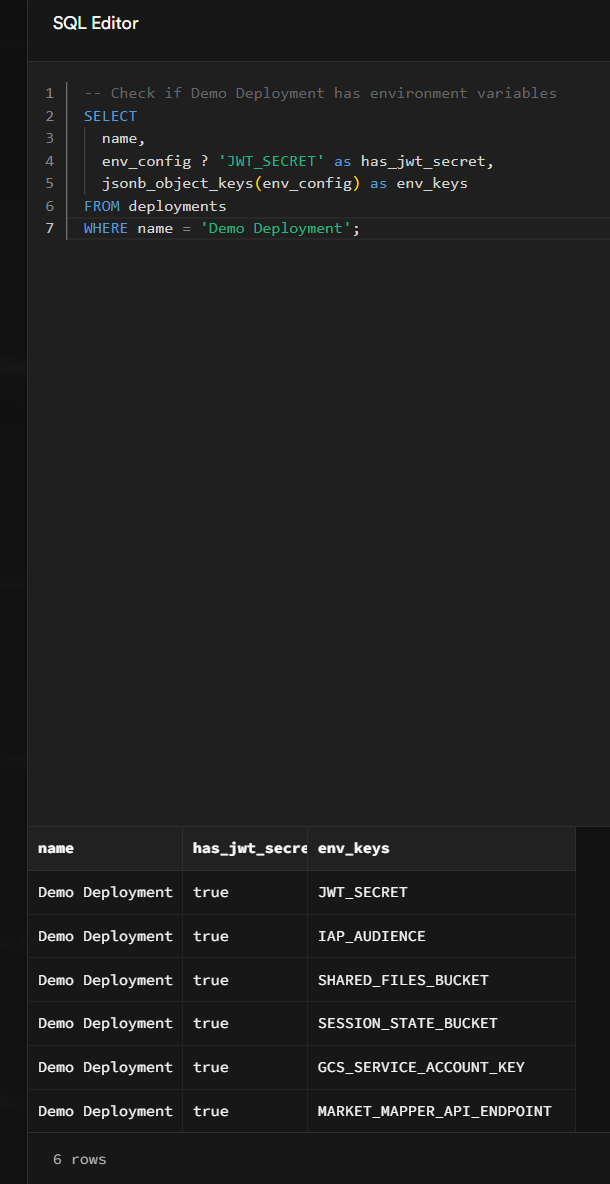 SQL Editor
1 -- Check if Demo Deployment has environment variables
2 SELECT
3 name,
4 env_config ? 'JWT_SECRET' as has_jwt_secret,
5 jsonb_object_keys(env_config) as env_keys
6 FROM deployments
7 WHERE name = 'Demo Deployment';
name has_jwt_secre env_keys
Demo Deployment true JWT_SECRET
Demo Deployment true IAP_AUDIENCE
Demo Deployment true SHARED_FILES_BUCKET
Demo Deployment true SESSION_STATE_BUCKET
Demo Deployment true GCS_SERVICE_ACCOUNT_KEY
Demo Deployment true MARKET_MAPPER_API_ENDPOINT
6 rows